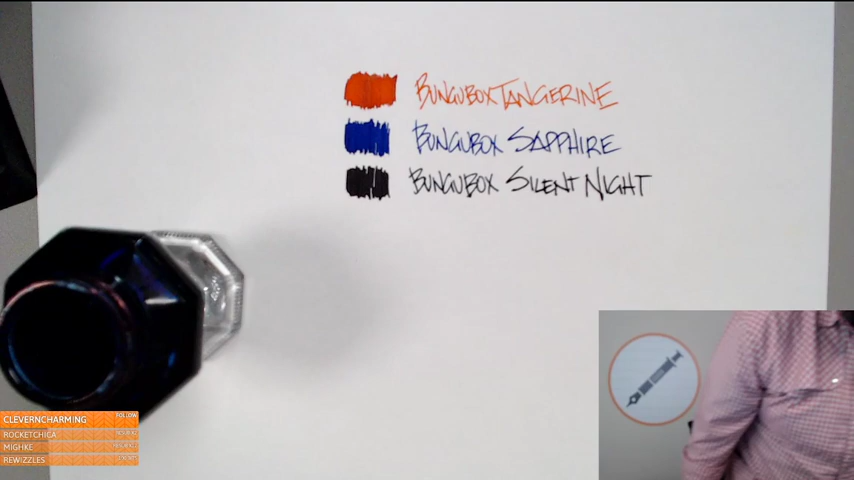 BUNGUBOX TANGERINE
BUNGUBOX SAPPHIRE
BUNGUBOX SILENT NIGHT
CLEVERNCHARMING FOLLOW
ROCKETCHICA
MIGHKE
REWIZZLES